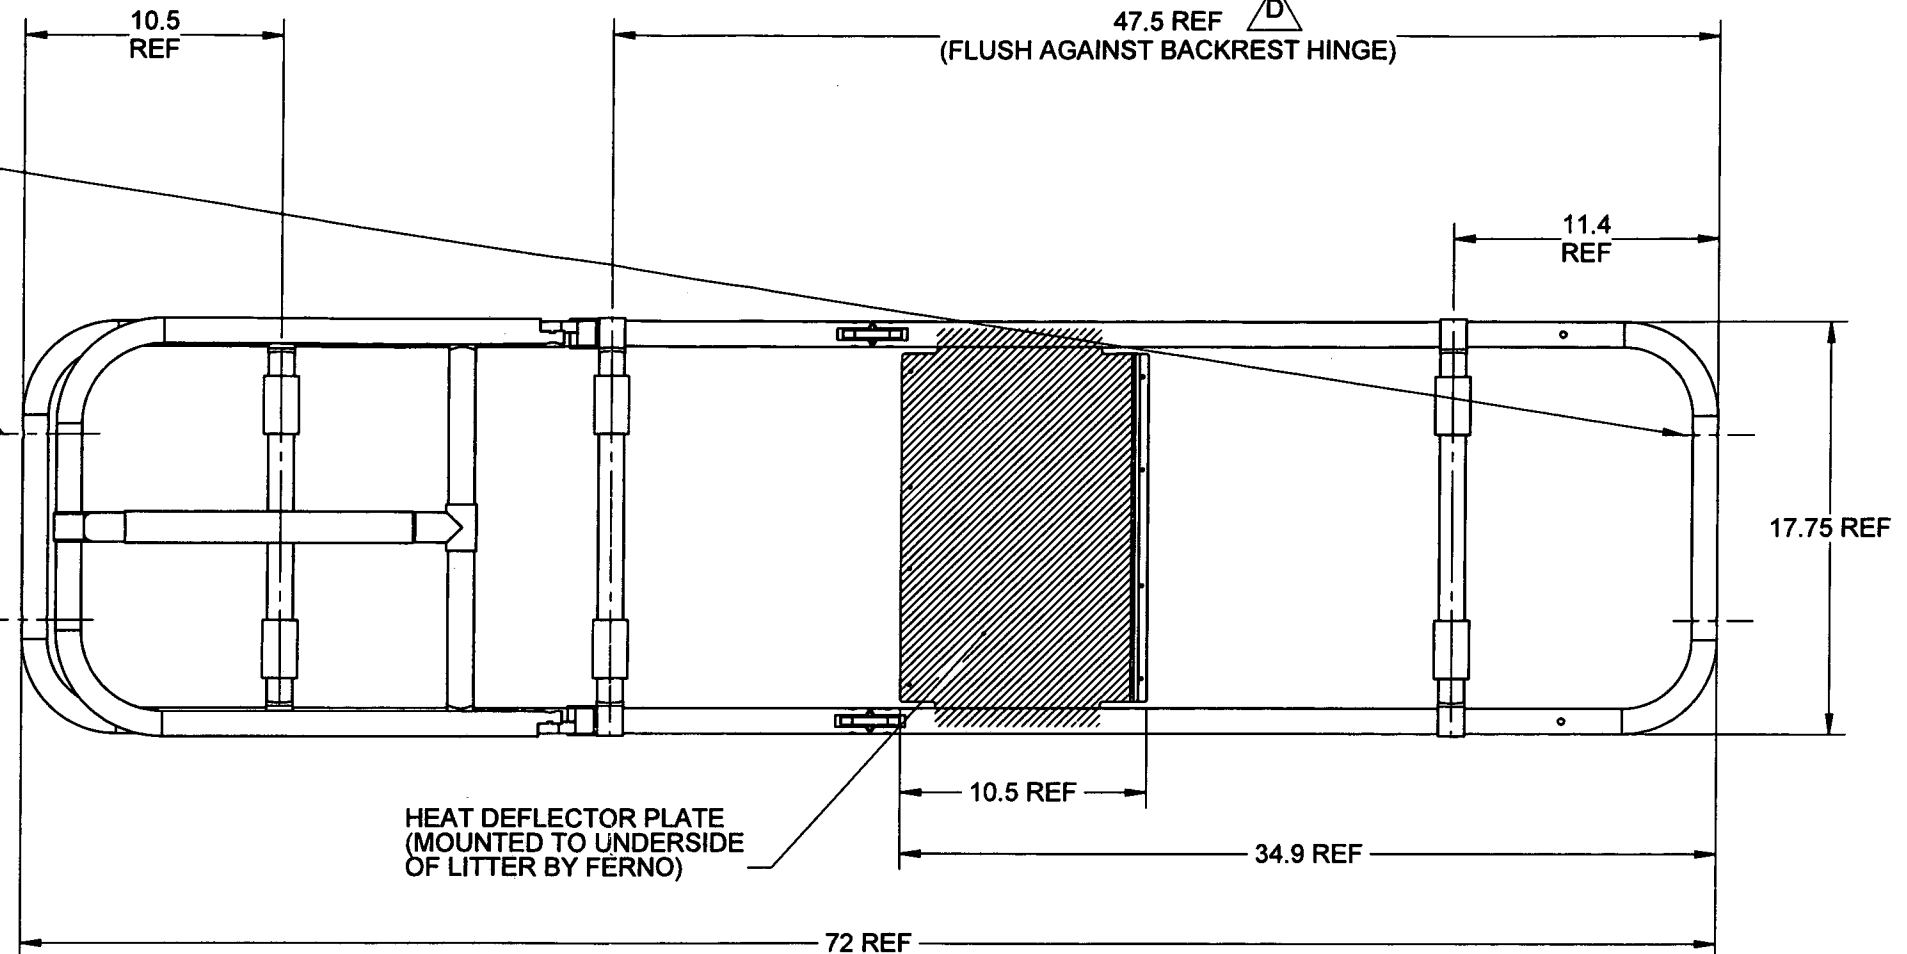 10.5
REF
47.5 REF D
(FLUSH AGAINST BACKREST HINGE)
11.4
REF
17.75 REF
10.5 REF
HEAT DEFLECTOR PLATE
(MOUNTED TO UNDERSIDE
OF LITTER BY FERNO)
34.9 REF
72 REF